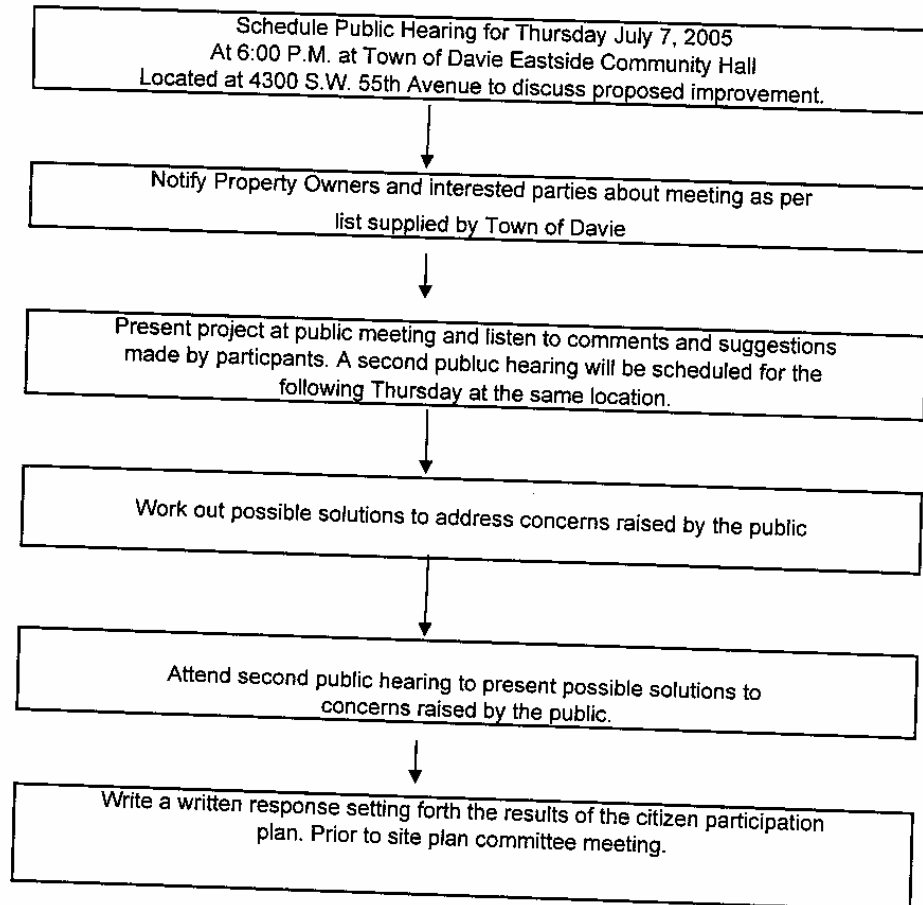 Schedule Public Hearing for Thursday July 7, 2005
At 6:00 P.M. at Town of Davie Eastside Community Hall
Located at 4300 S.W. 55th Avenue to discuss proposed improvement.
Notify Property Owners and interested parties about meeting as per
list supplied by Town of Davie
Present project at public meeting and listen to comments and suggestions
made by particpants. A second publuc hearing will be scheduled for the
following Thursday at the same location.
Work out possible solutions to address concerns raised by the public
Attend second public hearing to present possible solutions to
concerns raised by the public.
Write a written response setting forth the results of the citizen participation
plan. Prior to site plan committee meeting.